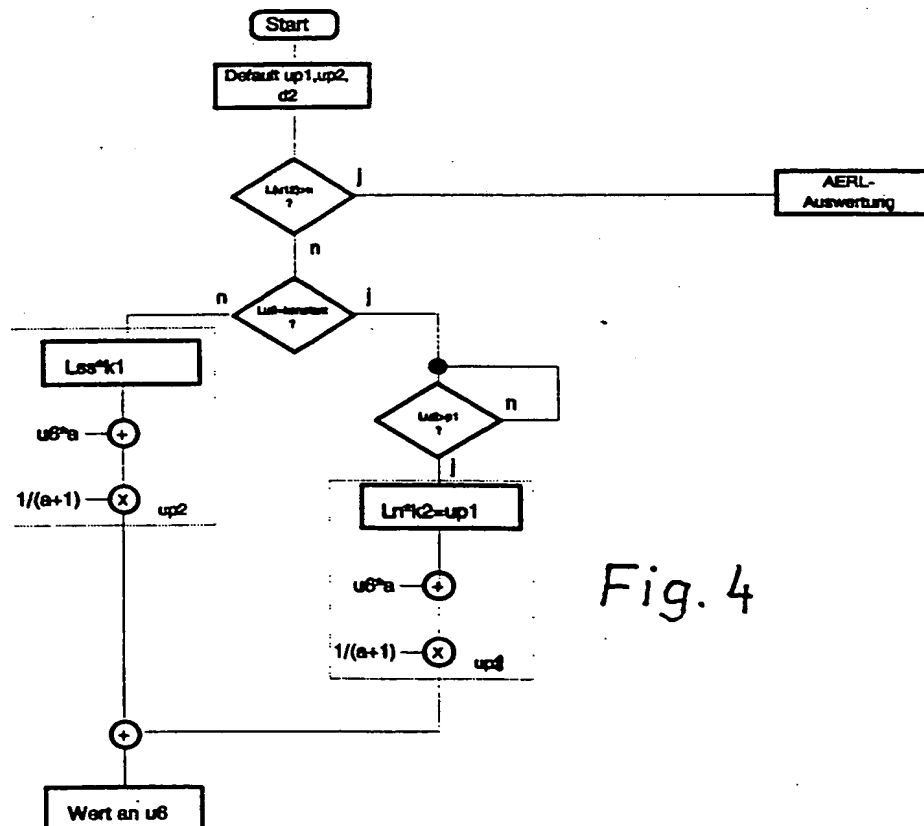 Start
Default up1,up2,
d2
?
j
AERL-
Auswertung
n
n
j
?
Lss*k1
n
?
u6*a
+
j
1/(a+1)
x
up2
Ln*k2=up1
u6*a
+
Fig. 4
1/(a+1)
x
+
Wert an u6